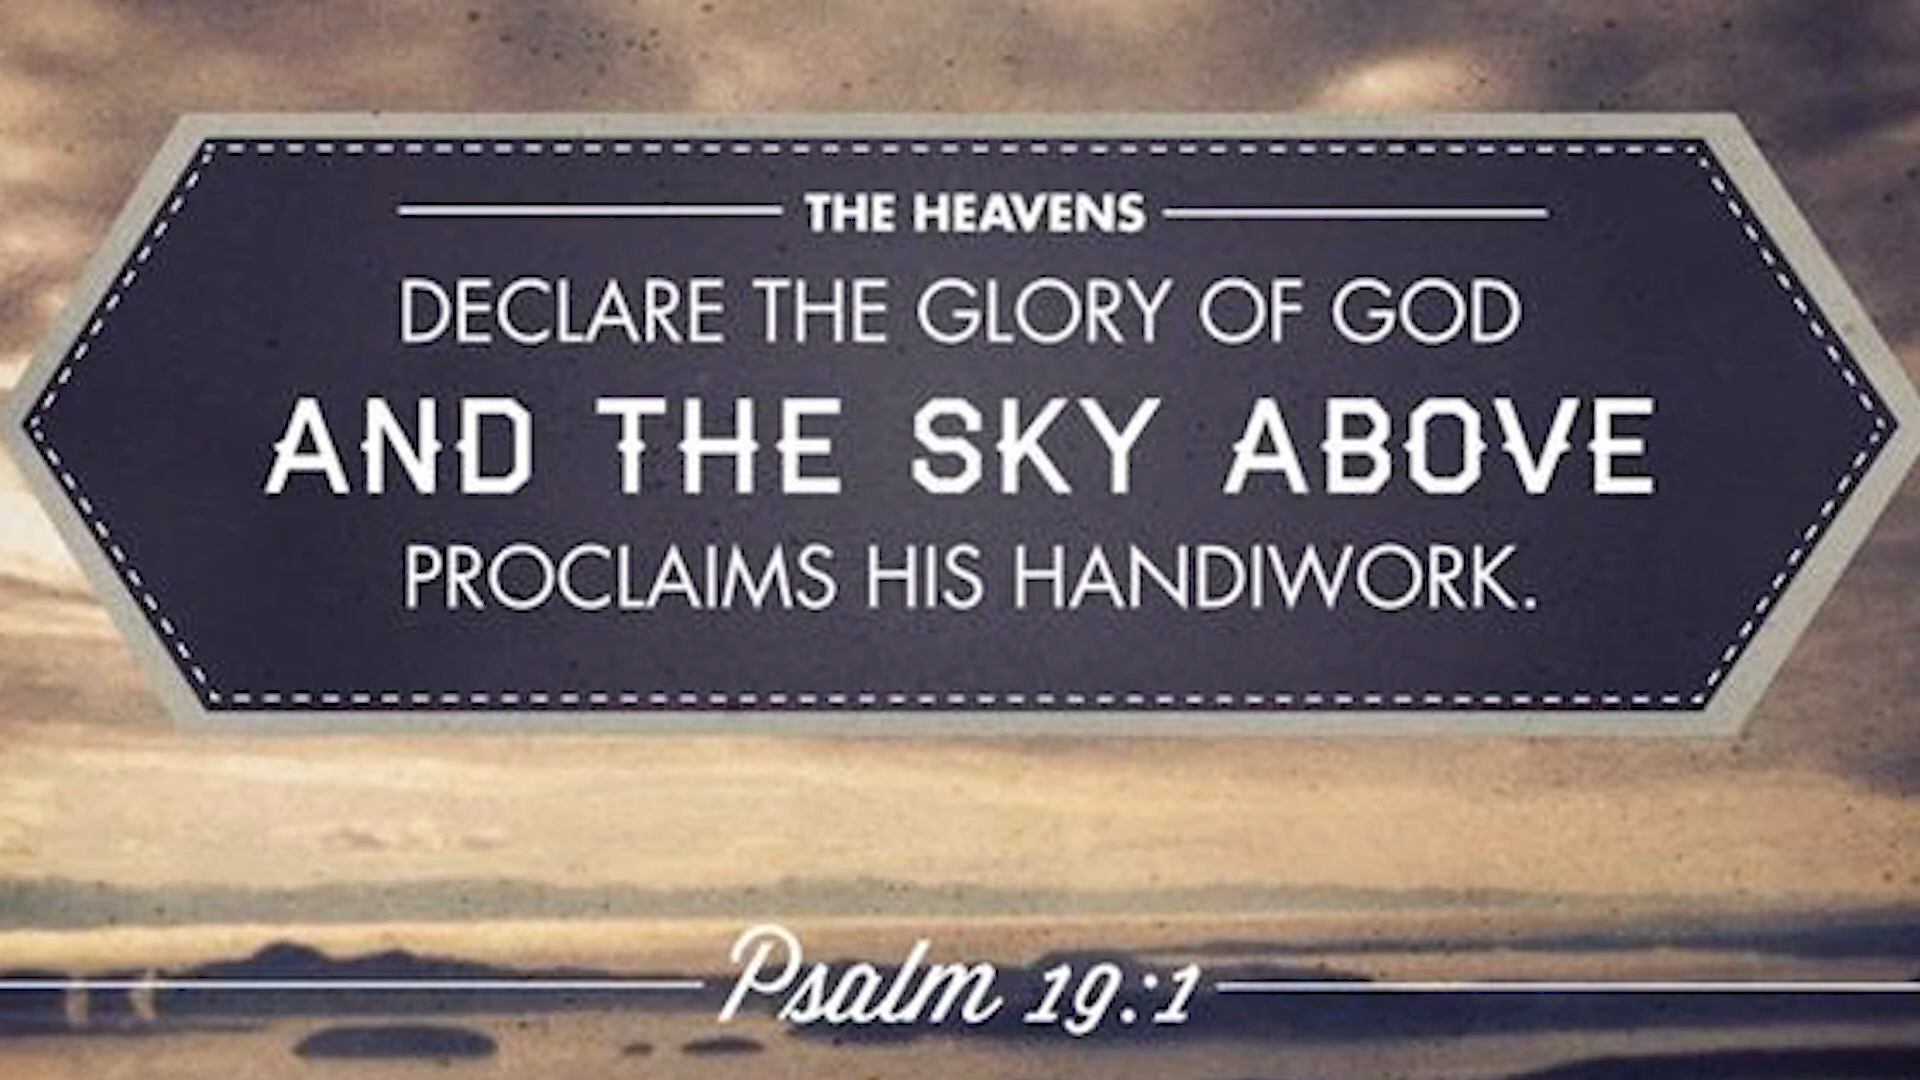 THE HEAVENS
DECLARE THE GLORY OF GOD
AND THE SKY ABOVE
PROCLAIMS HIS HANDIWORK.
Psalm 19:1